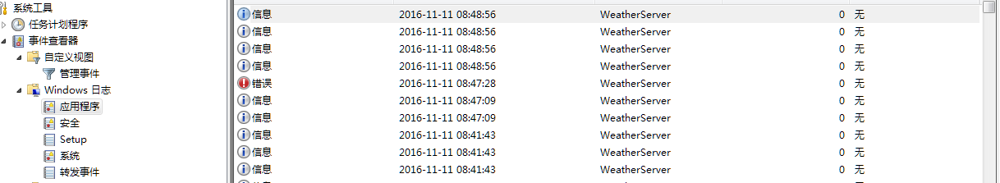 系统工具
任务计划程序
事件查看器
自定义视图
管理事件
Windows 日志
应用程序
安全
Setup
系统
转发事件
信息 2016-11-11 08:48:56 WeatherServer 0 无
信息 2016-11-11 08:48:56 WeatherServer 0 无
信息 2016-11-11 08:48:56 WeatherServer 0 无
信息 2016-11-11 08:48:56 WeatherServer 0 无
错误 2016-11-11 08:47:28 WeatherServer 0 无
信息 2016-11-11 08:47:09 WeatherServer 0 无
信息 2016-11-11 08:47:09 WeatherServer 0 无
信息 2016-11-11 08:41:43 WeatherServer 0 无
信息 2016-11-11 08:41:43 WeatherServer 0 无
信息 2016-11-11 08:41:43 WeatherServer 0 无